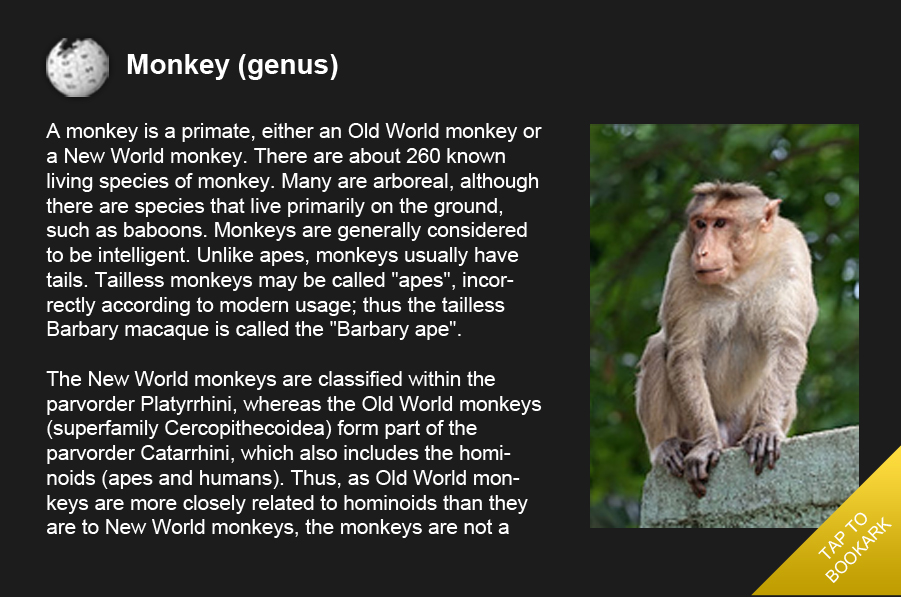 Monkey (genus)
A monkey is a primate, either an Old World monkey or
a New World monkey. There are about 260 known
living species of monkey. Many are arboreal, although
there are species that live primarily on the ground,
such as baboons. Monkeys are generally considered
to be intelligent. Unlike apes, monkeys usually have
tails. Tailless monkeys may be called "apes", incor-
rectly according to modern usage; thus the tailless
Barbary macaque is called the "Barbary ape".
The New World monkeys are classified within the
parvorder Platyrrhini, whereas the Old World monkeys
(superfamily Cercopithecoidea) form part of the
parvorder Catarrhini, which also includes the homi-
noids (apes and humans). Thus, as Old World mon-
keys are more closely related to hominoids than they
are to New World monkeys, the monkeys are not a
TAP TO
BOOKARK